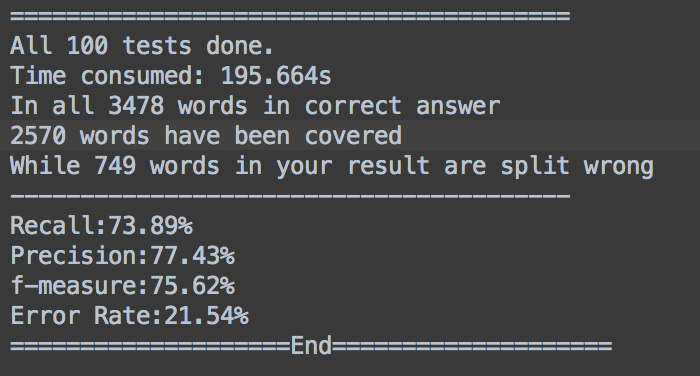 ========================================
All 100 tests done.
Time consumed: 195.664s
In all 3478 words in correct answer
2570 words have been covered
While 749 words in your result are split wrong
----------------------------------------
Recall:73.89%
Precision:77.43%
f-measure:75.62%
Error Rate:21.54%
====================End====================